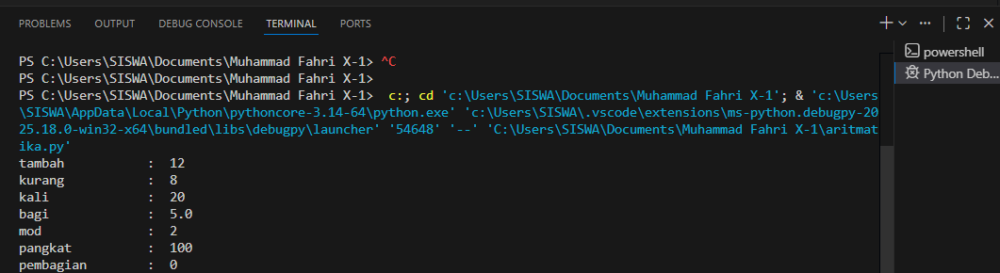 PROBLEMS OUTPUT DEBUG CONSOLE TERMINAL PORTS
PS C:\Users\SISWA\Documents\Muhammad Fahri X-1> ^C
PS C:\Users\SISWA\Documents\Muhammad Fahri X-1>
PS C:\Users\SISWA\Documents\Muhammad Fahri X-1>  c:; cd 'c:\Users\SISWA\Documents\Muhammad Fahri X-1'; & 'c:\Users
\SISWA\AppData\Local\Python\pythoncore-3.14-64\python.exe' 'c:\Users\SISWA\.vscode\extensions\ms-python.debugpy-20
25.18.0-win32-x64\bundled\libs\debugpy\launcher' '54648' '--' 'C:\Users\SISWA\Documents\Muhammad Fahri X-1\aritmat
ika.py'
tambah : 12
kurang : 8
kali : 20
bagi : 5.0
mod : 2
pangkat : 100
pembagian : 0
powershell
Python Deb...